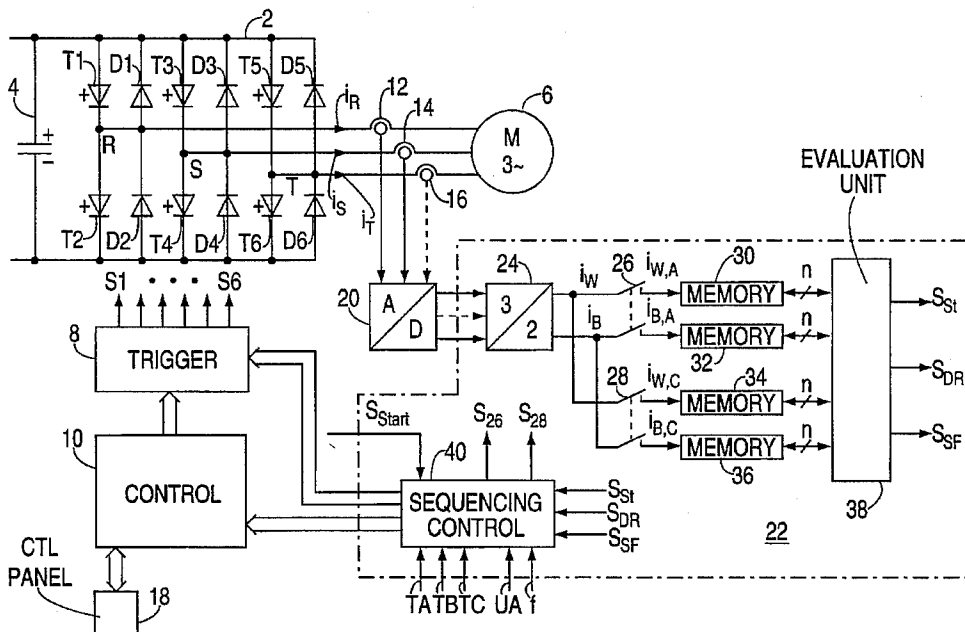 2
T1 D1 T3 D3 T5 D5
4
+
-
+ + +
R
S
T
iR
iS
iT
12
14
16
6
M
3~
+ + +
T2 D2 T4 D4 T6 D6
S1 . . . S6
8
TRIGGER
10
CONTROL
CTL
PANEL
18
20
A
D
24
3
2
iW
iB
26
28
iW,A
iB,A
iW,C
iB,C
30
MEMORY
n
MEMORY
n
32
34
MEMORY
n
MEMORY
n
36
EVALUATION
UNIT
38
SSt
SDR
SSF
SStart
S26
S28
40
SEQUENCING
CONTROL
SSt
SDR
SSF
TA TB TC UA f
22